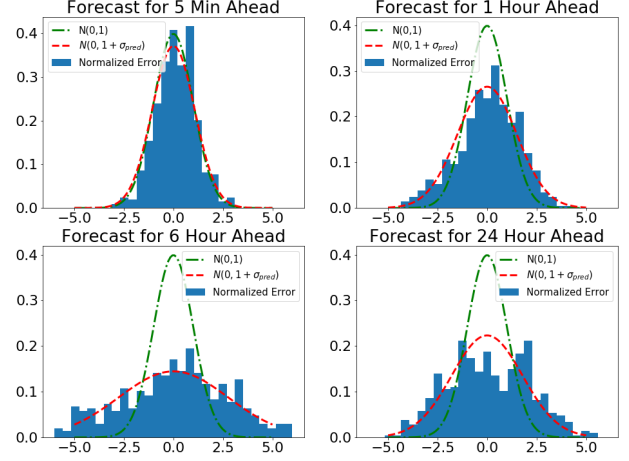 Forecast for 5 Min Ahead
N(0,1)
N(0, 1 + σpred)
Normalized Error
0.4
0.3
0.2
0.1
0.0
−5.0 −2.5 0.0 2.5 5.0
Forecast for 1 Hour Ahead
N(0,1)
N(0, 1 + σpred)
Normalized Error
0.4
0.3
0.2
0.1
0.0
−5.0 −2.5 0.0 2.5 5.0
Forecast for 6 Hour Ahead
N(0,1)
N(0, 1 + σpred)
Normalized Error
0.4
0.3
0.2
0.1
0.0
−5.0 −2.5 0.0 2.5 5.0
Forecast for 24 Hour Ahead
N(0,1)
N(0, 1 + σpred)
Normalized Error
0.4
0.3
0.2
0.1
0.0
−5.0 −2.5 0.0 2.5 5.0